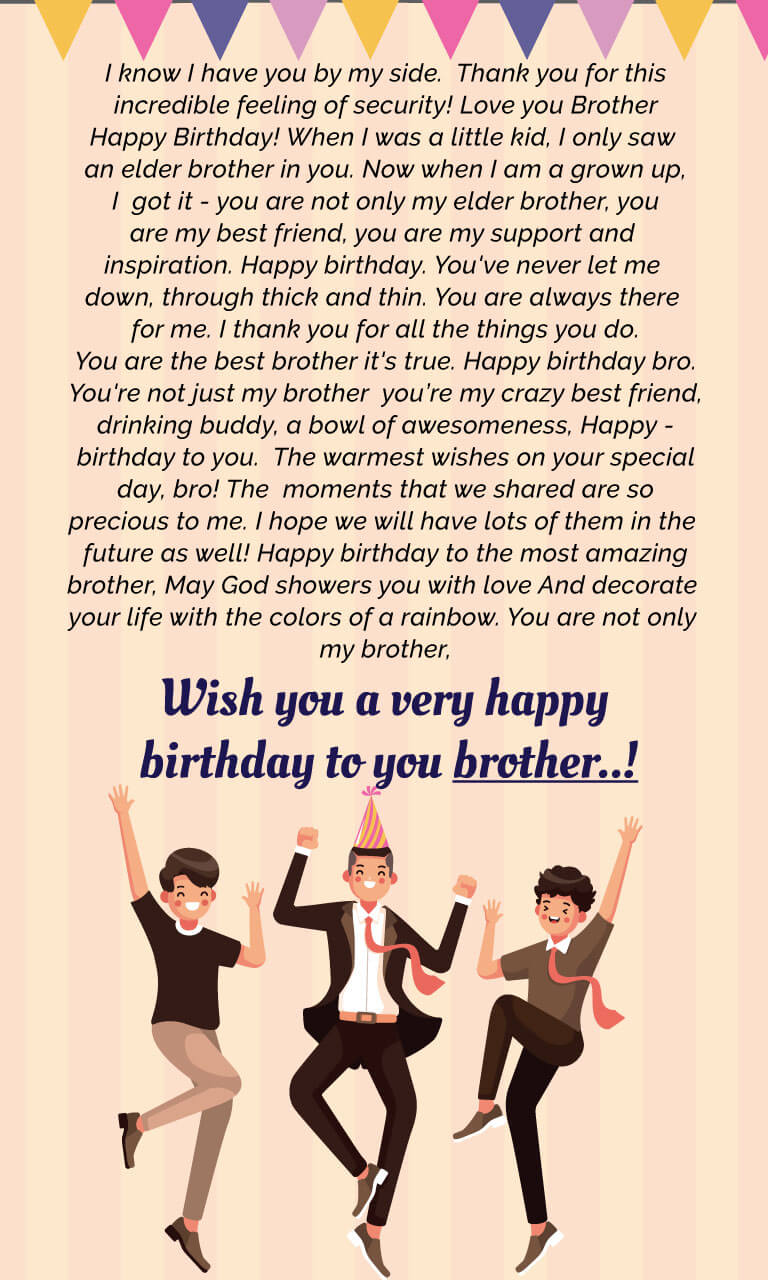 I know I have you by my side.  Thank you for this
incredible feeling of security! Love you Brother
Happy Birthday! When I was a little kid, I only saw
an elder brother in you. Now when I am a grown up,
I  got it - you are not only my elder brother, you
are my best friend, you are my support and
inspiration. Happy birthday. You've never let me
down, through thick and thin. You are always there
for me. I thank you for all the things you do.
You are the best brother it's true. Happy birthday bro.
You're not just my brother  you’re my crazy best friend,
drinking buddy, a bowl of awesomeness, Happy -
birthday to you.  The warmest wishes on your special
day, bro! The  moments that we shared are so
precious to me. I hope we will have lots of them in the
future as well! Happy birthday to the most amazing
brother, May God showers you with love And decorate
your life with the colors of a rainbow. You are not only
my brother,
Wish you a very happy
birthday to you brother..!